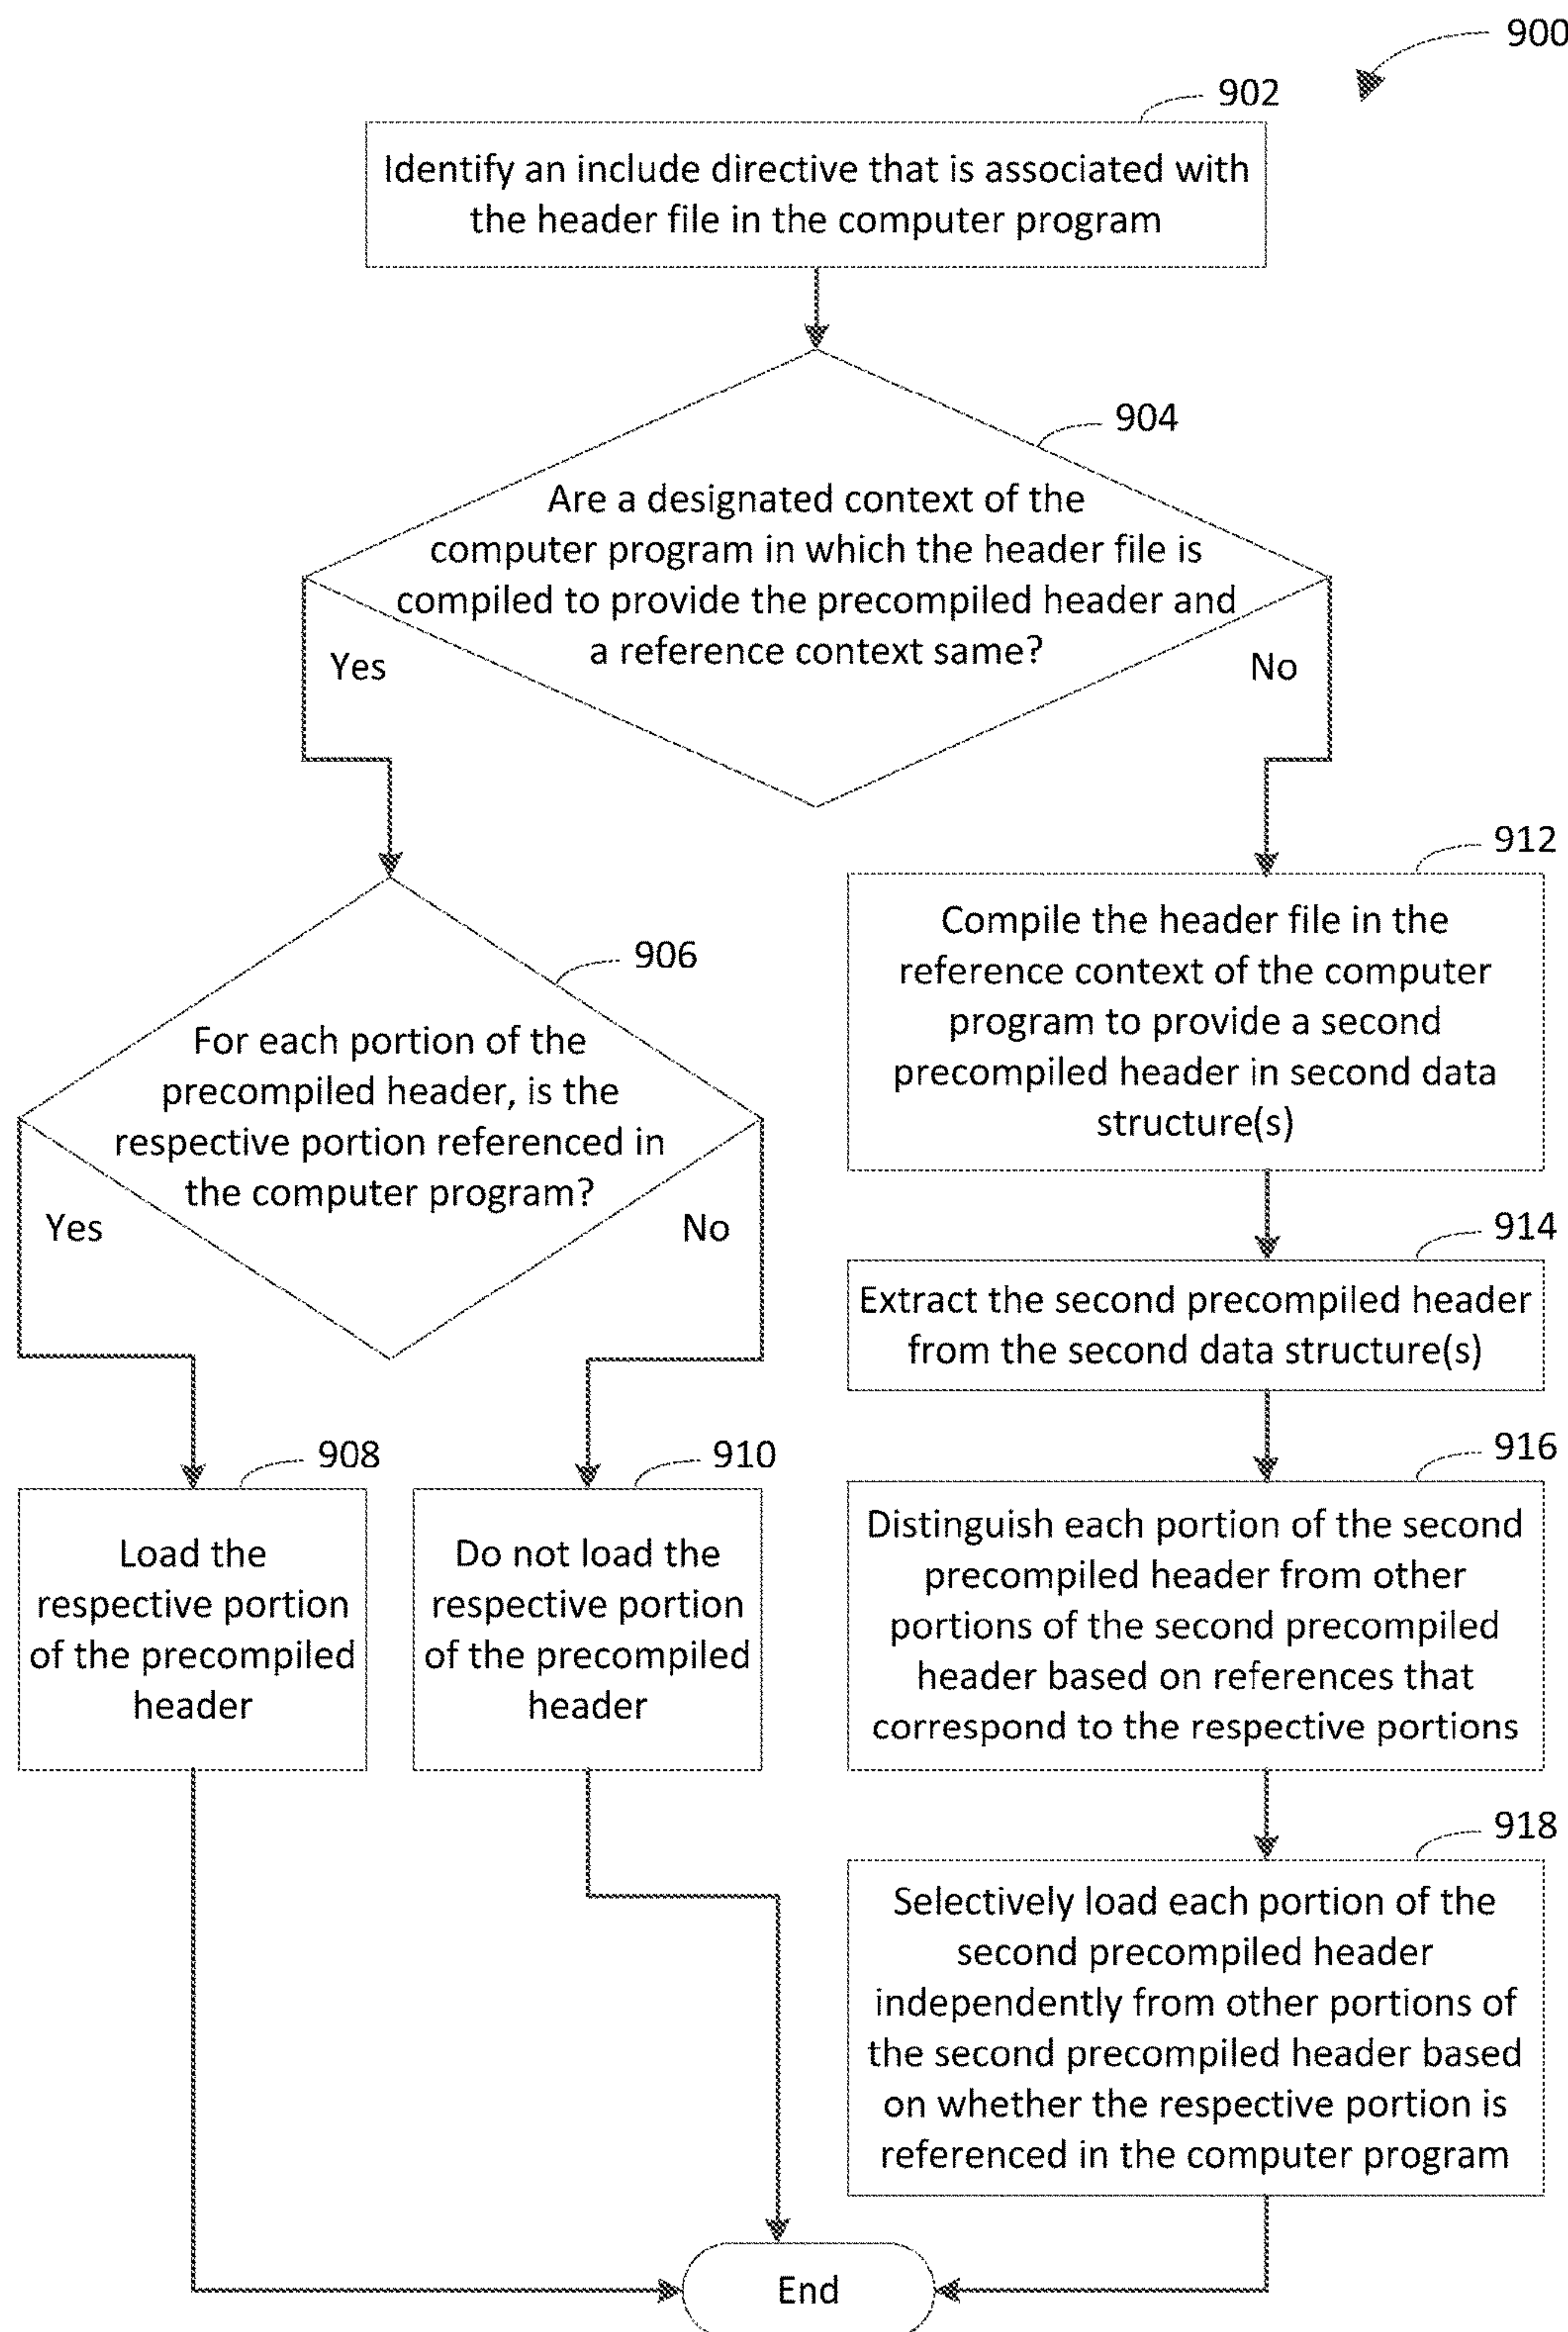 900
902
Identify an include directive that is associated with
the header file in the computer program
904
Are a designated context of the
computer program in which the header file is
compiled to provide the precompiled header and
a reference context same?
Yes
No
906
For each portion of the
precompiled header, is the
respective portion referenced in
the computer program?
Yes
No
908
Load the
respective portion
of the precompiled
header
910
Do not load the
respective portion
of the precompiled
header
912
Compile the header file in the
reference context of the computer
program to provide a second
precompiled header in second data
structure(s)
914
Extract the second precompiled header
from the second data structure(s)
916
Distinguish each portion of the second
precompiled header from other
portions of the second precompiled
header based on references that
correspond to the respective portions
918
Selectively load each portion of the
second precompiled header
independently from other portions of
the second precompiled header based
on whether the respective portion is
referenced in the computer program
End